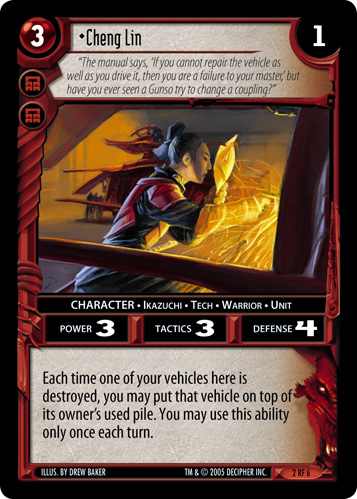 3
•Cheng Lin
1
"The manual says, 'If you cannot repair the vehicle as
well as you drive it, then you are a failure to your master,' but
have you ever seen a Gunso try to change a coupling?"
CHARACTER • IKAZUCHI • TECH • WARRIOR • UNIT
POWER 3 TACTICS 3 DEFENSE 4
Each time one of your vehicles here is
destroyed, you may put that vehicle on top of
its owner's used pile. You may use this ability
only once each turn.
ILLUS. BY DREW BAKER TM & © 2005 DECIPHER INC. 2 RF 6